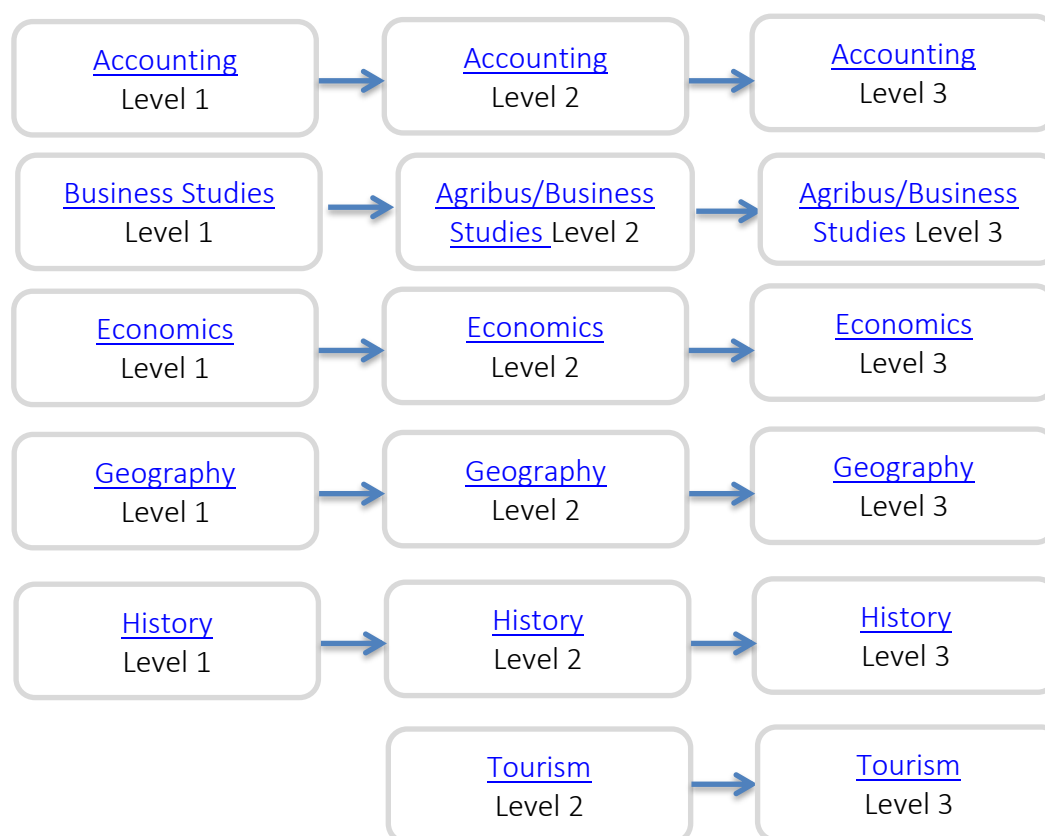 Accounting
Level 1
Accounting
Level 2
Accounting
Level 3
Business Studies
Level 1
Agribus/Business
Studies Level 2
Agribus/Business
Studies Level 3
Economics
Level 1
Economics
Level 2
Economics
Level 3
Geography
Level 1
Geography
Level 2
Geography
Level 3
History
Level 1
History
Level 2
History
Level 3
Tourism
Level 2
Tourism
Level 3